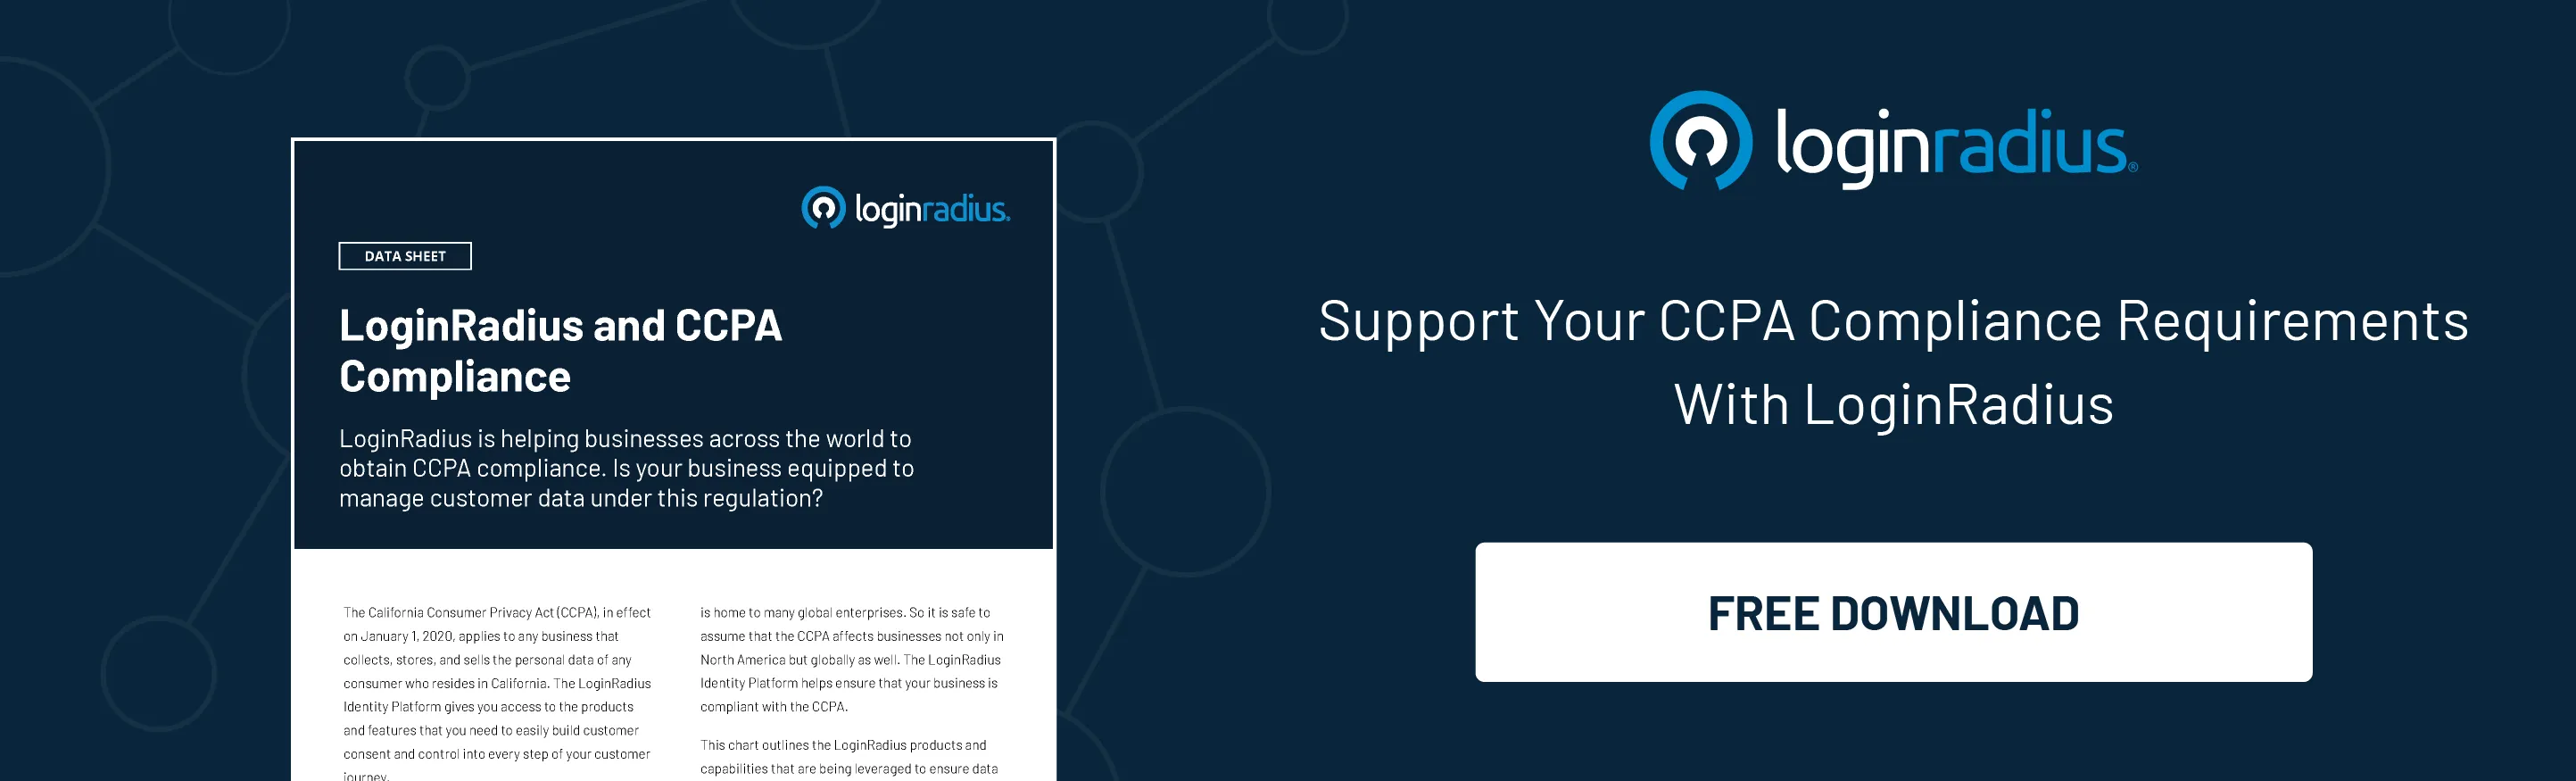 loginradius.
DATA SHEET
LoginRadius and CCPA
Compliance
LoginRadius is helping businesses across the world to
obtain CCPA compliance. Is your business equipped to
manage customer data under this regulation?
The California Consumer Privacy Act (CCPA), in effect
on January 1, 2020, applies to any business that
collects, stores, and sells the personal data of any
consumer who resides in California. The LoginRadius
Identity Platform gives you access to the products
and features that you need to easily build customer
consent and control into every step of your customer
journey.
is home to many global enterprises. So it is safe to
assume that the CCPA affects businesses not only in
North America but globally as well. The LoginRadius
Identity Platform helps ensure that your business is
compliant with the CCPA.
This chart outlines the LoginRadius products and
capabilities that are being leveraged to ensure data
loginradius®
Support Your CCPA Compliance Requirements
With LoginRadius
FREE DOWNLOAD